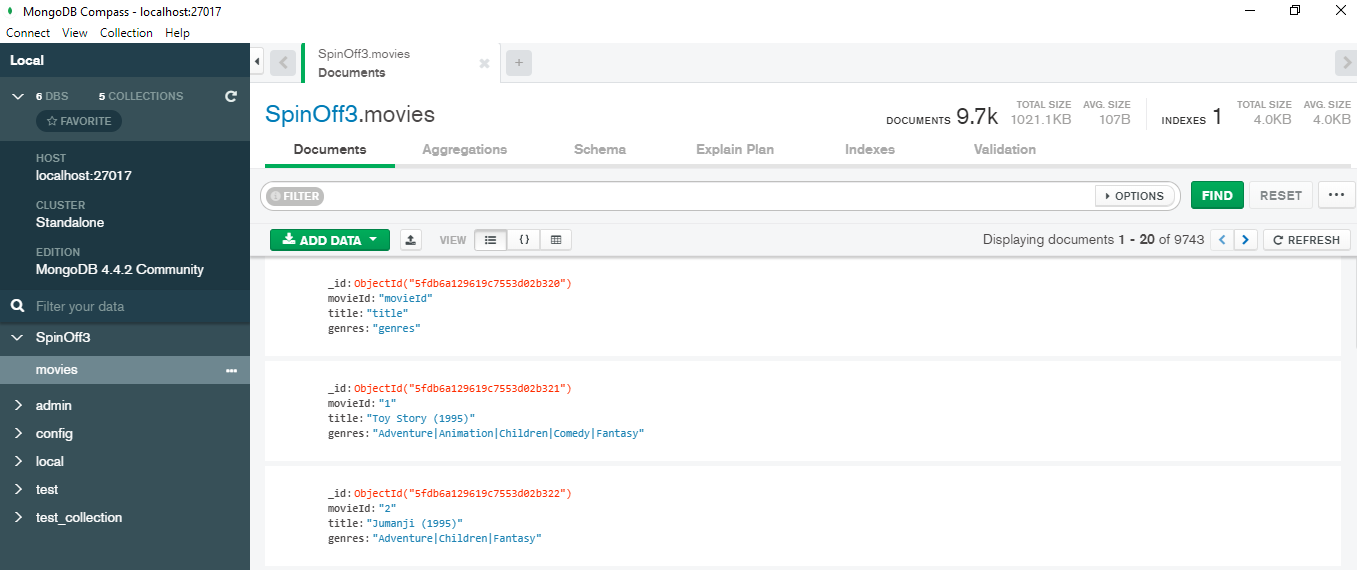 MongoDB Compass - localhost:27017
Connect View Collection Help
Local
6 DBS 5 COLLECTIONS
FAVORITE
HOST
localhost:27017
CLUSTER
Standalone
EDITION
MongoDB 4.4.2 Community
Filter your data
SpinOff3
movies
admin
config
local
test
test_collection
SpinOff3.movies
Documents
SpinOff3.movies
DOCUMENTS 9.7k TOTAL SIZE 1021.1KB AVG. SIZE 107B INDEXES 1 TOTAL SIZE 4.0KB AVG. SIZE 4.0KB
Documents Aggregations Schema Explain Plan Indexes Validation
FILTER OPTIONS FIND RESET
ADD DATA VIEW {} Displaying documents 1 - 20 of 9743 REFRESH
_id: ObjectId("5fdb6a129619c7553d02b320")
movieId: "movieId"
title: "title"
genres: "genres"
_id: ObjectId("5fdb6a129619c7553d02b321")
movieId: "1"
title: "Toy Story (1995)"
genres: "Adventure|Animation|Children|Comedy|Fantasy"
_id: ObjectId("5fdb6a129619c7553d02b322")
movieId: "2"
title: "Jumanji (1995)"
genres: "Adventure|Children|Fantasy"